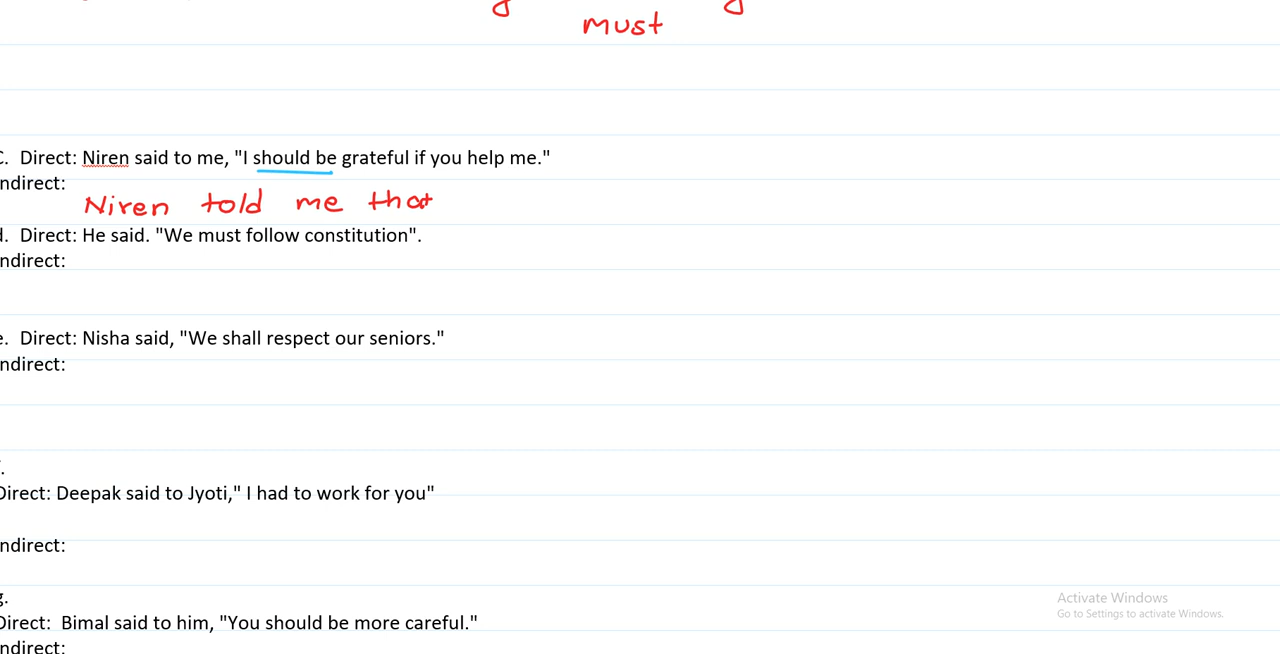 must
C. Direct: Niren said to me, "I should be grateful if you help me."
ndirect:
Niren told me that
d. Direct: He said. "We must follow constitution".
ndirect:
e. Direct: Nisha said, "We shall respect our seniors."
ndirect:
Direct: Deepak said to Jyoti," I had to work for you"
ndirect:
g.
Direct: Bimal said to him, "You should be more careful."
ndirect:
Activate Windows
Go to Settings to activate Windows.